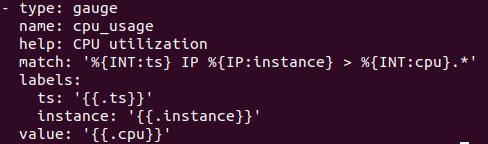 - type: gauge
  name: cpu_usage
  help: CPU utilization
  match: '%{INT:ts} IP %{IP:instance} > %{INT:cpu}.*'
  labels:
    ts: '{{.ts}}'
    instance: '{{.instance}}'
  value: '{{.cpu}}'